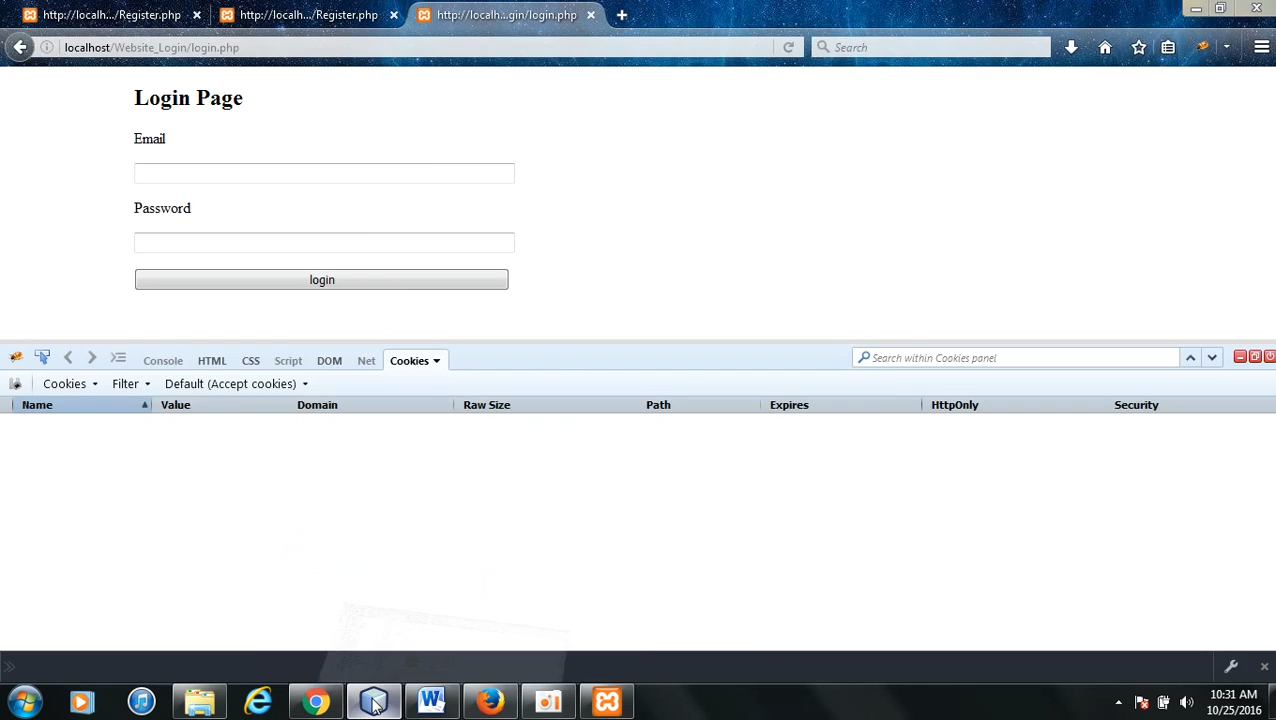 http://localh.../Register.php
http://localh.../Register.php
http://localh...gin/login.php
localhost/Website_Login/login.php
Search
Login Page
Email
Password
login
Console HTML CSS Script DOM Net Cookies
Search within Cookies panel
Cookies Filter Default (Accept cookies)
Name Value Domain Raw Size Path Expires HttpOnly Security
10:31 AM
10/25/2016